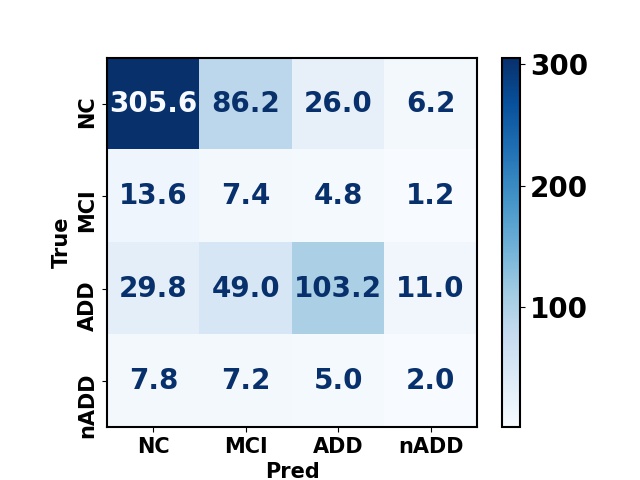 NC 305.6 86.2 26.0 6.2
MCI 13.6 7.4 4.8 1.2
ADD 29.8 49.0 103.2 11.0
nADD 7.8 7.2 5.0 2.0
NC MCI ADD nADD
Pred
True
300
200
100